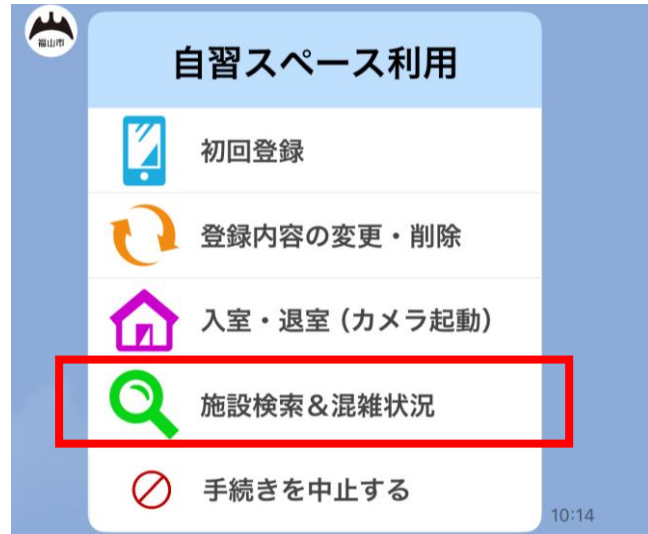 福山市
自習スペース利用
初回登録
登録内容の変更・削除
入室・退室（カメラ起動）
施設検索＆混雑状況
手続きを中止する
10:14